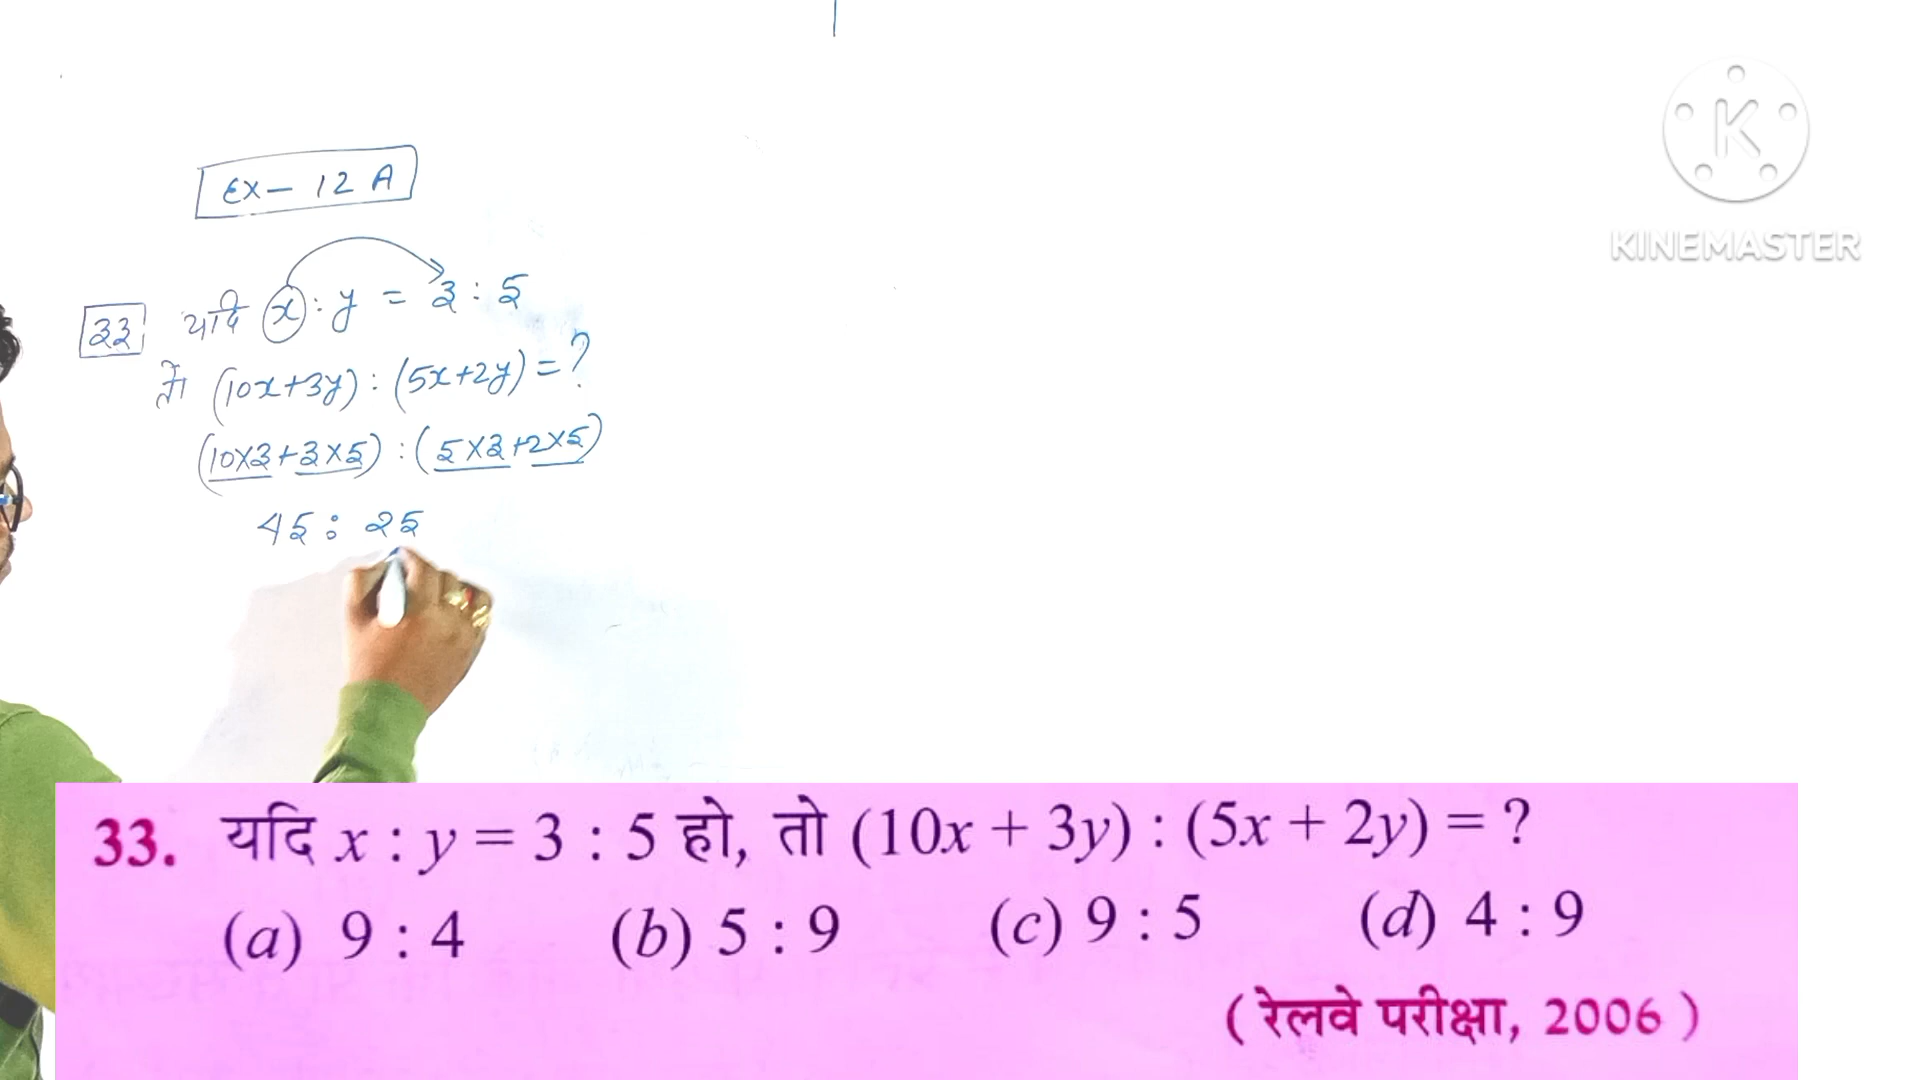 Ex- 12 A
33 यदि x : y = 3 : 5
तो (10x+3y) : (5x+2y) = ?
(10×3+3×5) : (5×3+2×5)
45 : 25
KINEMASTER
33. यदि x : y = 3 : 5 हो, तो (10x + 3y) : (5x + 2y) = ?
(a) 9 : 4 (b) 5 : 9 (c) 9 : 5 (d) 4 : 9
( रेलवे परीक्षा, 2006 )